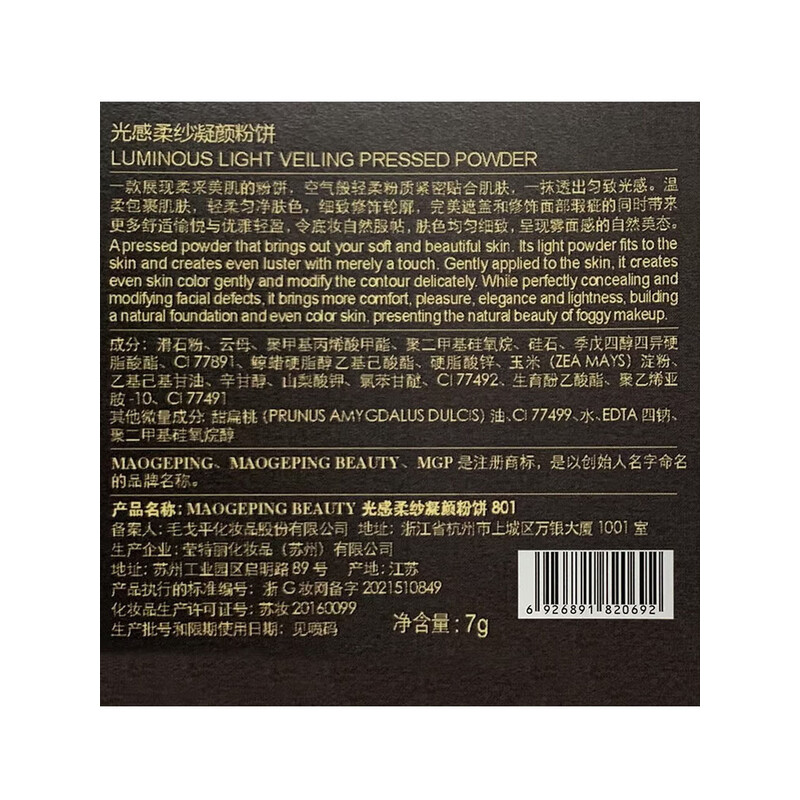 光感柔纱凝颜粉饼
LUMINOUS LIGHT VEILING PRESSED POWDER
一款展现柔采美肌的粉饼，空气般轻柔粉质紧密贴合肌肤，一抹透出匀致光感。温
柔包裹肌肤，轻柔匀净肤色，细致修饰轮廓，完美遮盖和修饰面部瑕疵的同时带来
更多舒适愉悦与优雅轻盈，令底妆自然服帖，肤色均匀细致，呈现雾面感的自然美态。
A pressed powder that brings out your soft and beautiful skin. Its light powder fits to the
skin and creates even luster with merely a touch. Gently applied to the skin, it creates
even skin color gently and modify the contour delicately. While perfectly concealing and
modifying facial defects, it brings more comfort, pleasure, elegance and lightness, building
a natural foundation and even color skin, presenting the natural beauty of foggy makeup.
成分：滑石粉、云母、聚甲基丙烯酸甲酯、聚二甲基硅氧烷、硅石、季戊四醇四异硬
脂酸酯、CI 77891、鲸蜡硬脂醇乙基己酸酯、硬脂酸锌、玉米（ZEA MAYS）淀粉、
乙基己基甘油、辛甘醇、山梨酸钾、氯苯甘醚、CI 77492、生育酚乙酸酯、聚乙烯亚
胺-10、CI 77491
其他微量成分：甜扁桃（PRUNUS AMYGDALUS DULCIS）油、CI 77499、水、EDTA 四钠、
聚二甲基硅氧烷醇
MAOGEPING、MAOGEPING BEAUTY、MGP 是注册商标，是以创始人名字命名
的品牌名称。
产品名称：MAOGEPING BEAUTY 光感柔纱凝颜粉饼 801
备案人：毛戈平化妆品股份有限公司 地址：浙江省杭州市上城区万银大厦 1001 室
生产企业：莹特丽化妆品（苏州）有限公司
地址：苏州工业园区启明路 89 号 产地：江苏
产品执行的标准编号：浙 G 妆网备字 2021510849
化妆品生产许可证号：苏妆 20160099
生产批号和限期使用日期：见喷码
净含量：7g
6 926891 820692